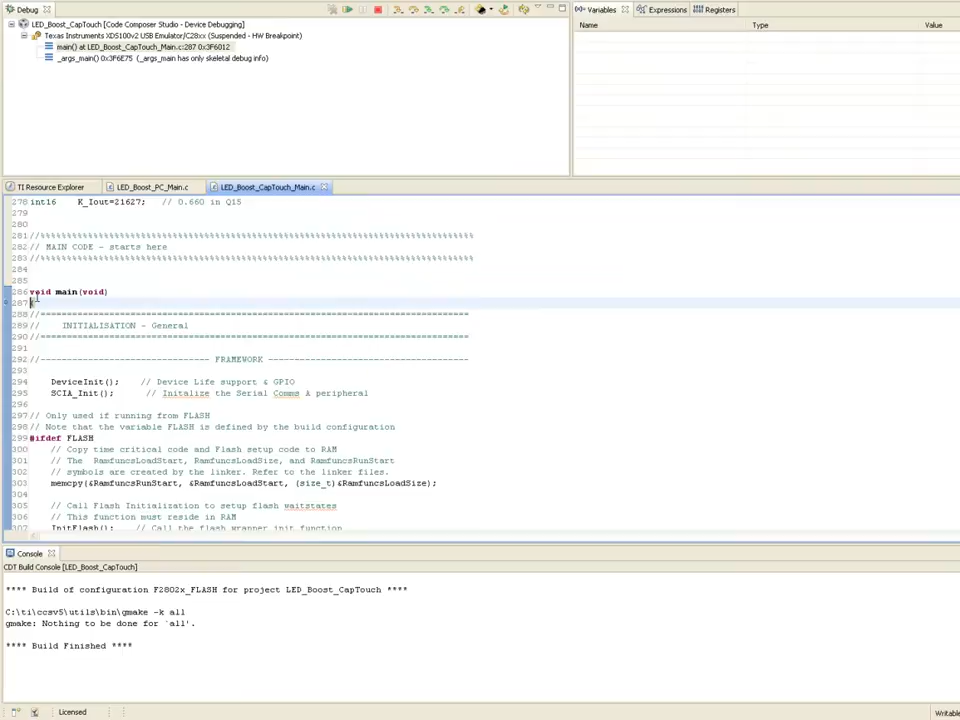 Debug
LED_Boost_CapTouch [Code Composer Studio - Device Debugging]
Texas Instruments XDS100v2 USB Emulator/C28xx (Suspended - HW Breakpoint)
main() at LED_Boost_CapTouch_Main.c:287 0x3F6012
_args_main() 0x3F6E75 (_args_main has only skeletal debug info)
Variables Expressions Registers
Name Type Value
TI Resource Explorer LED_Boost_PC_Main.c LED_Boost_CapTouch_Main.c
278 int16 K_Iout=21627; // 0.660 in Q15
279
280
281 //%%%%%%%%%%%%%%%%%%%%%%%%%%%%%%%%%%%%%%%%%%%%%%%%%%%%%%%%%%%%%%%%%%%%%%%%%%%%%%%%%%%%%
282 // MAIN CODE - starts here
283 //%%%%%%%%%%%%%%%%%%%%%%%%%%%%%%%%%%%%%%%%%%%%%%%%%%%%%%%%%%%%%%%%%%%%%%%%%%%%%%%%%%%%%
284
285
286 void main(void)
287 {
288 //==================================================================================
289 // INITIALISATION - General
290 //==================================================================================
291
292 //-------------------------------- FRAMEWORK --------------------------------------
293
294 DeviceInit(); // Device Life support & GPIO
295 SCIA_Init(); // Initalize the Serial Comms A peripheral
296
297 // Only used if running from FLASH
298 // Note that the variable FLASH is defined by the build configuration
299 #ifdef FLASH
300 // Copy time critical code and Flash setup code to RAM
301 // The RamfuncsLoadStart, RamfuncsLoadSize, and RamfuncsRunStart
302 // symbols are created by the linker. Refer to the linker files.
303 memcpy(&RamfuncsRunStart, &RamfuncsLoadStart, (size_t)&RamfuncsLoadSize);
304
305 // Call Flash Initialization to setup flash waitstates
306 // This function must reside in RAM
307 InitFlash(); // Call the flash wrapper init function
Console
CDT Build Console [LED_Boost_CapTouch]
**** Build of configuration F2802x_FLASH for project LED_Boost_CapTouch ****
C:\ti\ccsv5\utils\bin\gmake -k all
gmake: Nothing to be done for `all'.
**** Build Finished ****
Licensed
Writable